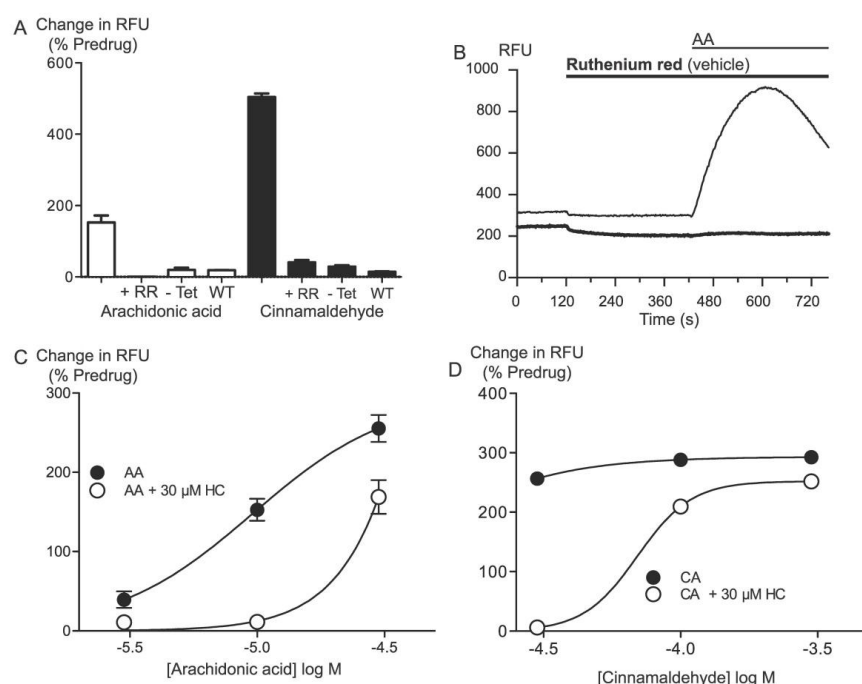 A
Change in RFU
(% Predrug)
600
400
200
0
+ RR - Tet WT + RR - Tet WT
Arachidonic acid Cinnamaldehyde
B
RFU
AA
Ruthenium red (vehicle)
1000
800
600
400
200
0
0 120 240 360 480 600 720
Time (s)
C
Change in RFU
(% Predrug)
300
200
100
0
AA
AA + 30 µM HC
-5.5 -5.0 -4.5
[Arachidonic acid] log M
D
Change in RFU
(% Predrug)
400
300
200
100
0
CA
CA + 30 µM HC
-4.5 -4.0 -3.5
[Cinnamaldehyde] log M